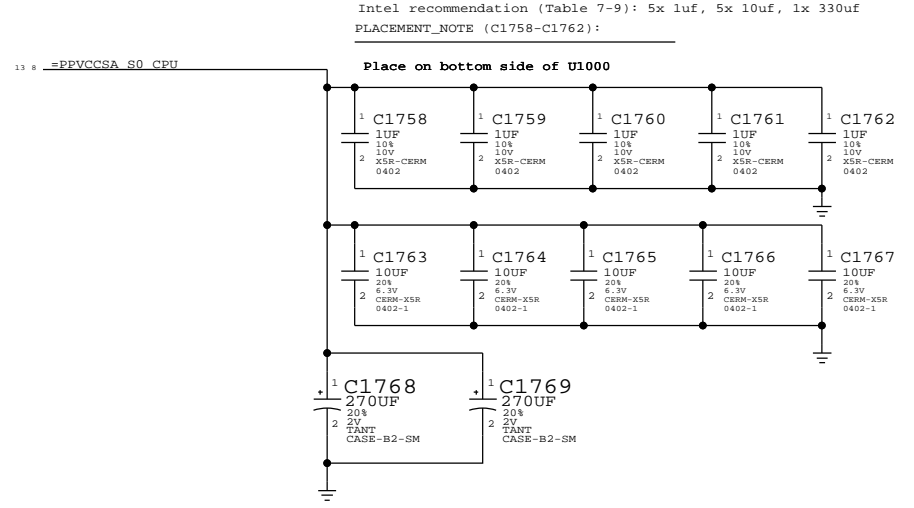 Intel recommendation (Table 7-9): 5x 1uf, 5x 10uf, 1x 330uf
PLACEMENT_NOTE (C1758-C1762):
13 8 =PPVCCSA S0 CPU
Place on bottom side of U1000
1 C1758 1 C1759 1 C1760 1 C1761 1 C1762
1UF 1UF 1UF 1UF 1UF
10% 10% 10% 10% 10%
10V 10V 10V 10V 10V
2 X5R-CERM 2 X5R-CERM 2 X5R-CERM 2 X5R-CERM 2 X5R-CERM
0402 0402 0402 0402 0402
1 C1763 1 C1764 1 C1765 1 C1766 1 C1767
10UF 10UF 10UF 10UF 10UF
20% 20% 20% 20% 20%
6.3V 6.3V 6.3V 6.3V 6.3V
2 CERM-X5R 2 CERM-X5R 2 CERM-X5R 2 CERM-X5R 2 CERM-X5R
0402-1 0402-1 0402-1 0402-1 0402-1
1 C1768 1 C1769
+ 270UF + 270UF
20% 20%
2 2V 2 2V
TANT TANT
CASE-B2-SM CASE-B2-SM